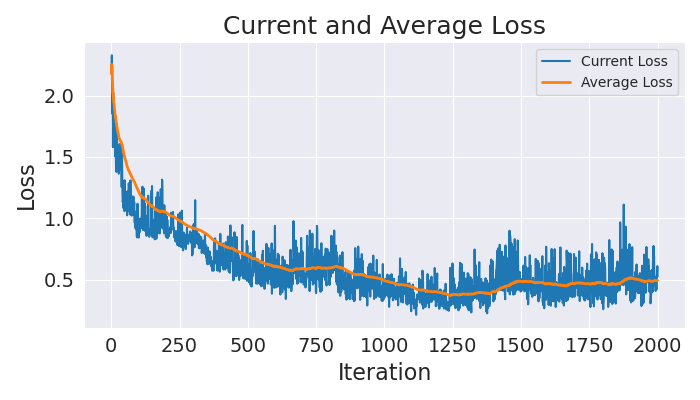 Current and Average Loss
Current Loss
Average Loss
2.0
1.5
1.0
0.5
Loss
0 250 500 750 1000 1250 1500 1750 2000
Iteration